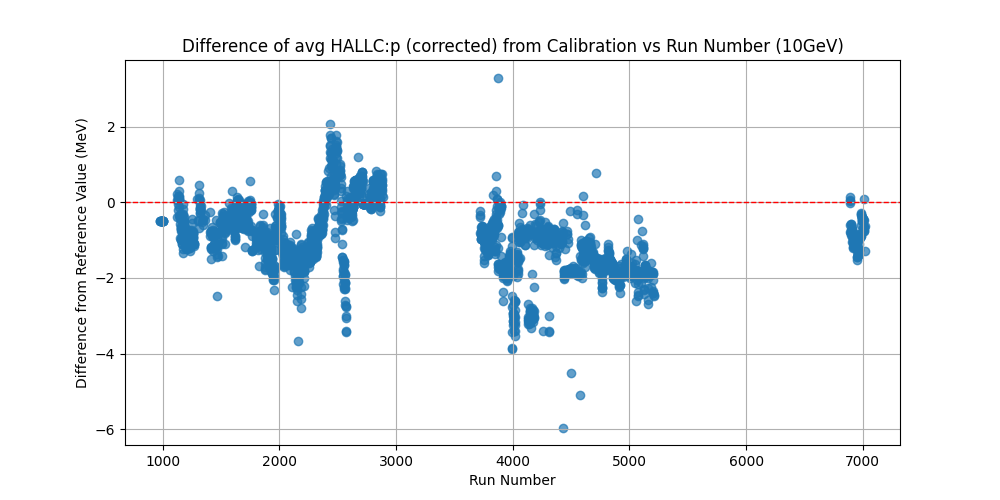 Difference of avg HALLC:p (corrected) from Calibration vs Run Number (10GeV)
Difference from Reference Value (MeV)
2
0
−2
−4
−6
1000 2000 3000 4000 5000 6000 7000
Run Number